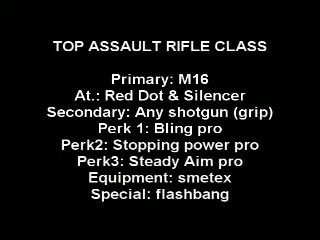 TOP ASSAULT RIFLE CLASS
Primary: M16
At.: Red Dot & Silencer
Secondary: Any shotgun (grip)
Perk 1: Bling pro
Perk2: Stopping power pro
Perk3: Steady Aim pro
Equipment: smetex
Special: flashbang